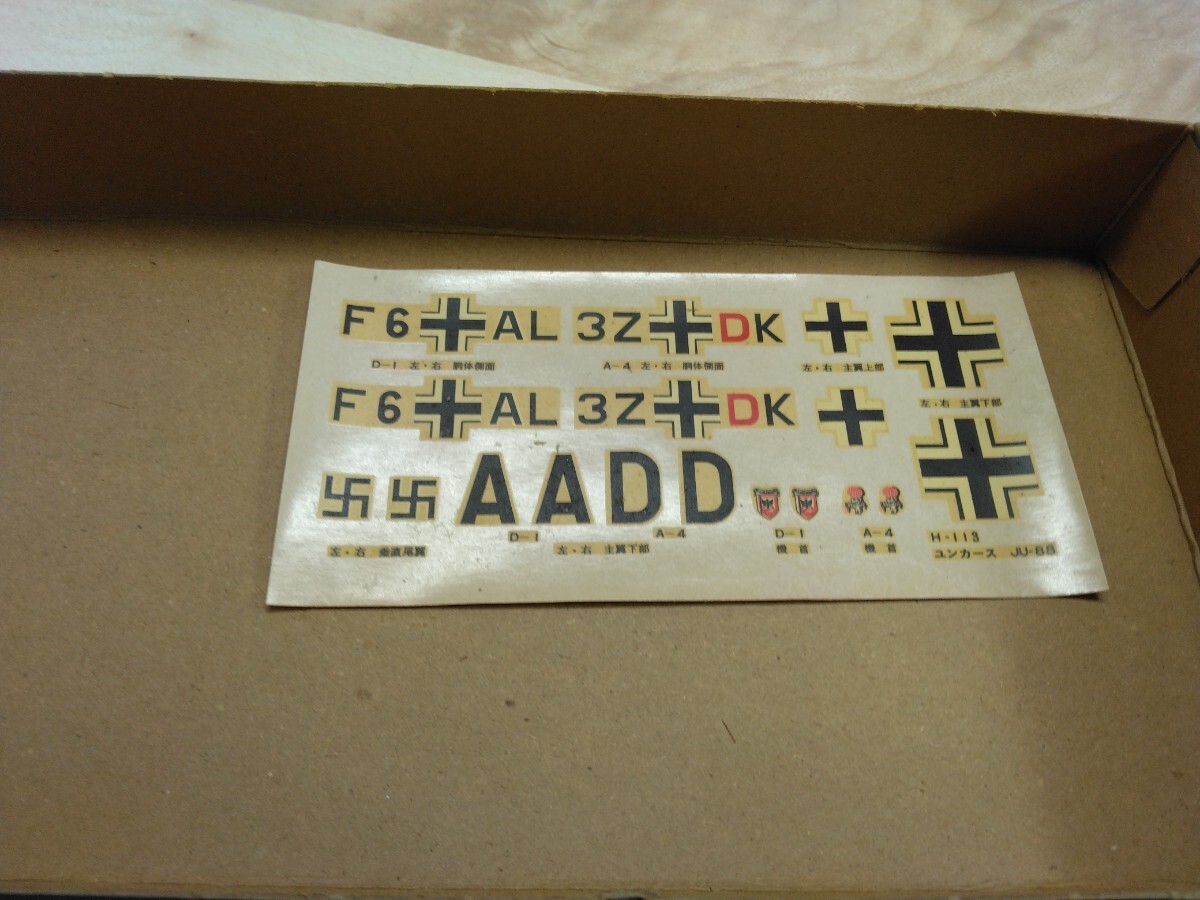 F6 AL 3Z DK
D-1 左・右 胴体側面 A-4 左・右 胴体側面 左・右 主翼上部
左・右 主翼下部
F6 AL 3Z DK
AADD
D-1 A-4 D-1 A-4 H・113
左・右 垂直尾翼 左・右 主翼下部 機首 機首 ユンカース JU-88